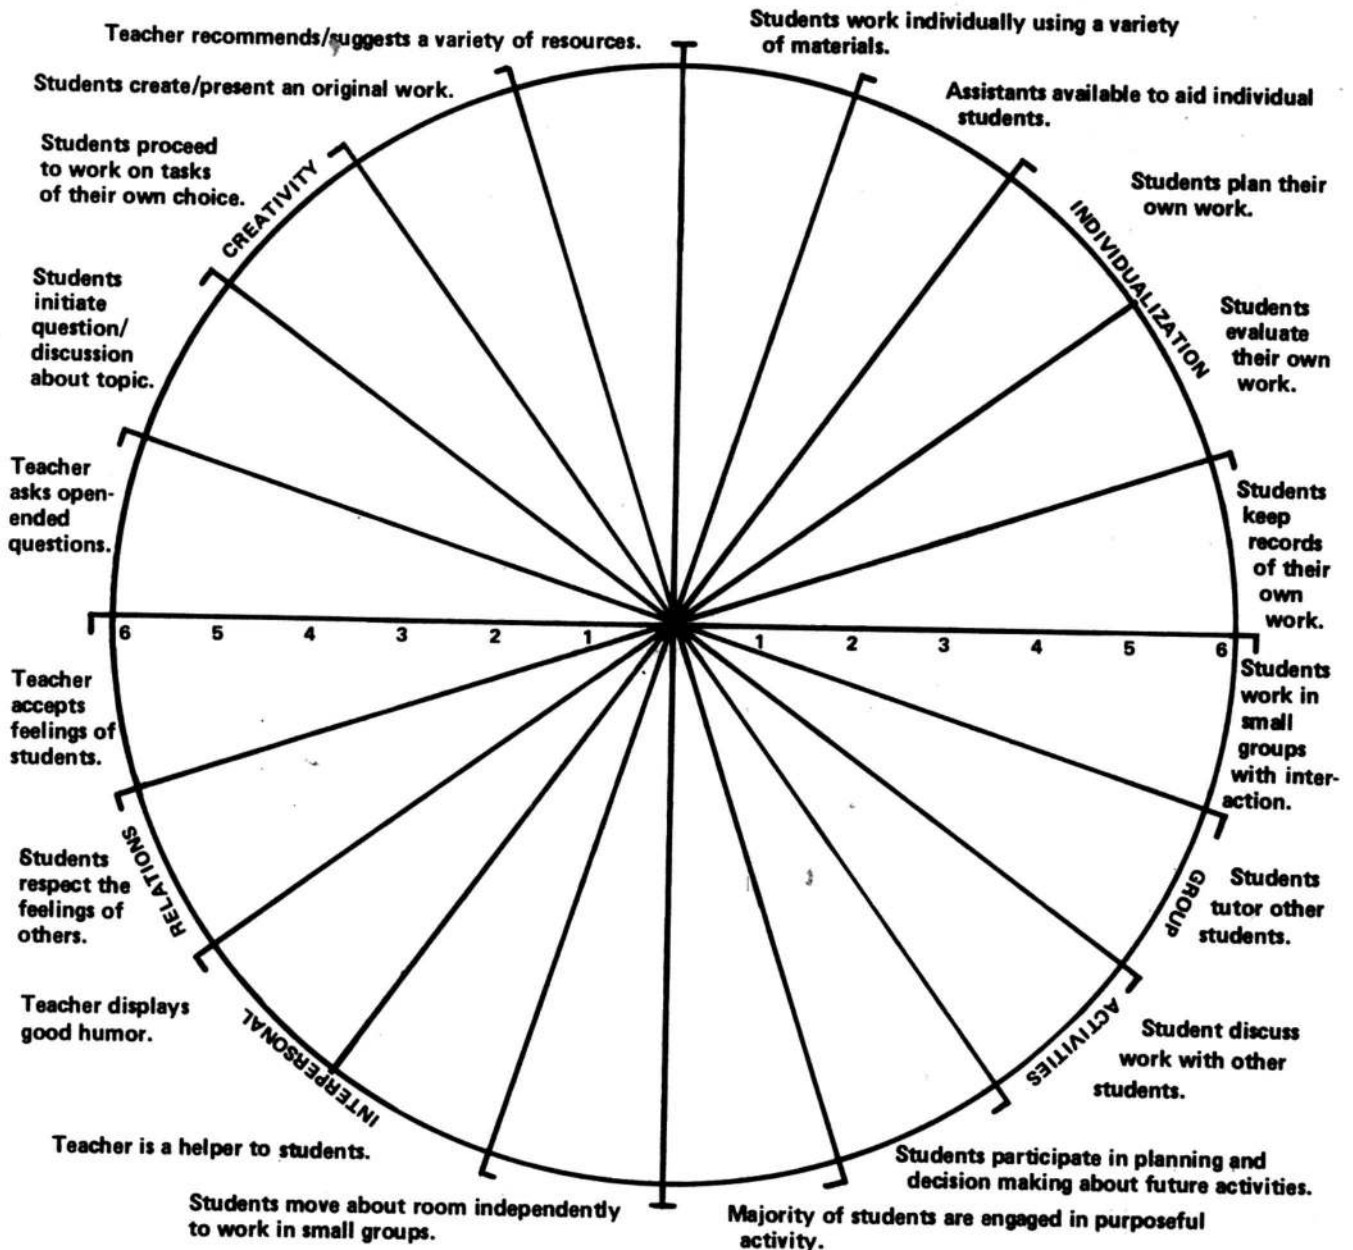 Teacher recommends/suggests a variety of resources.
Students work individually using a variety
of materials.
Students create/present an original work.
Assistants available to aid individual
students.
Students proceed
to work on tasks
of their own choice.
CREATIVITY
INDIVIDUALIZATION
Students plan their
own work.
Students
initiate
question/
discussion
about topic.
Students
evaluate
their own
work.
Teacher
asks open-
ended
questions.
Students
keep
records
of their
own
work.
6 5 4 3 2 1 1 2 3 4 5 6
Teacher
accepts
feelings of
students.
Students
work in
small
groups
with inter-
action.
RELATIONS
GROUP
Students
respect the
feelings of
others.
Students
tutor other
students.
Teacher displays
good humor.
INTERPERSONAL
ACTIVITIES
Student discuss
work with other
students.
Teacher is a helper to students.
Students participate in planning and
decision making about future activities.
Students move about room independently
to work in small groups.
Majority of students are engaged in purposeful
activity.